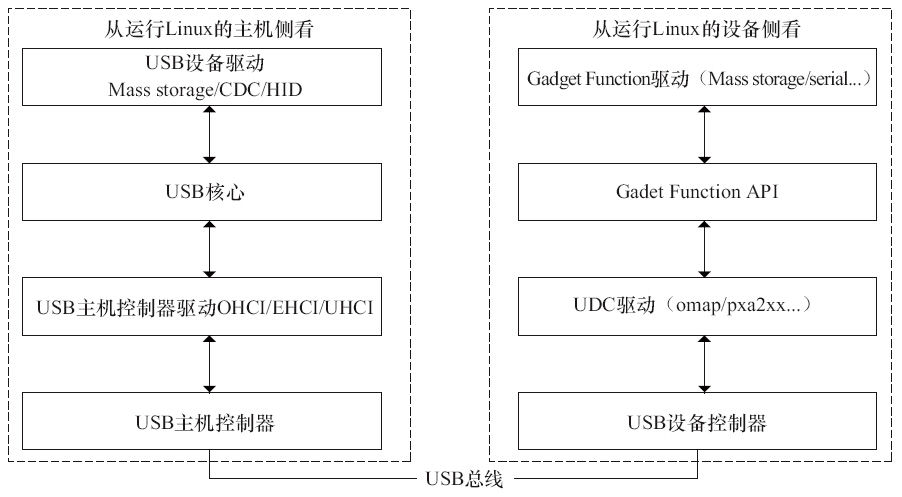 从运行Linux的主机侧看
USB设备驱动
Mass storage/CDC/HID
USB核心
USB主机控制器驱动OHCI/EHCI/UHCI
USB主机控制器
从运行Linux的设备侧看
Gadget Function驱动（Mass storage/serial...）
Gadet Function API
UDC驱动（omap/pxa2xx...）
USB设备控制器
USB总线